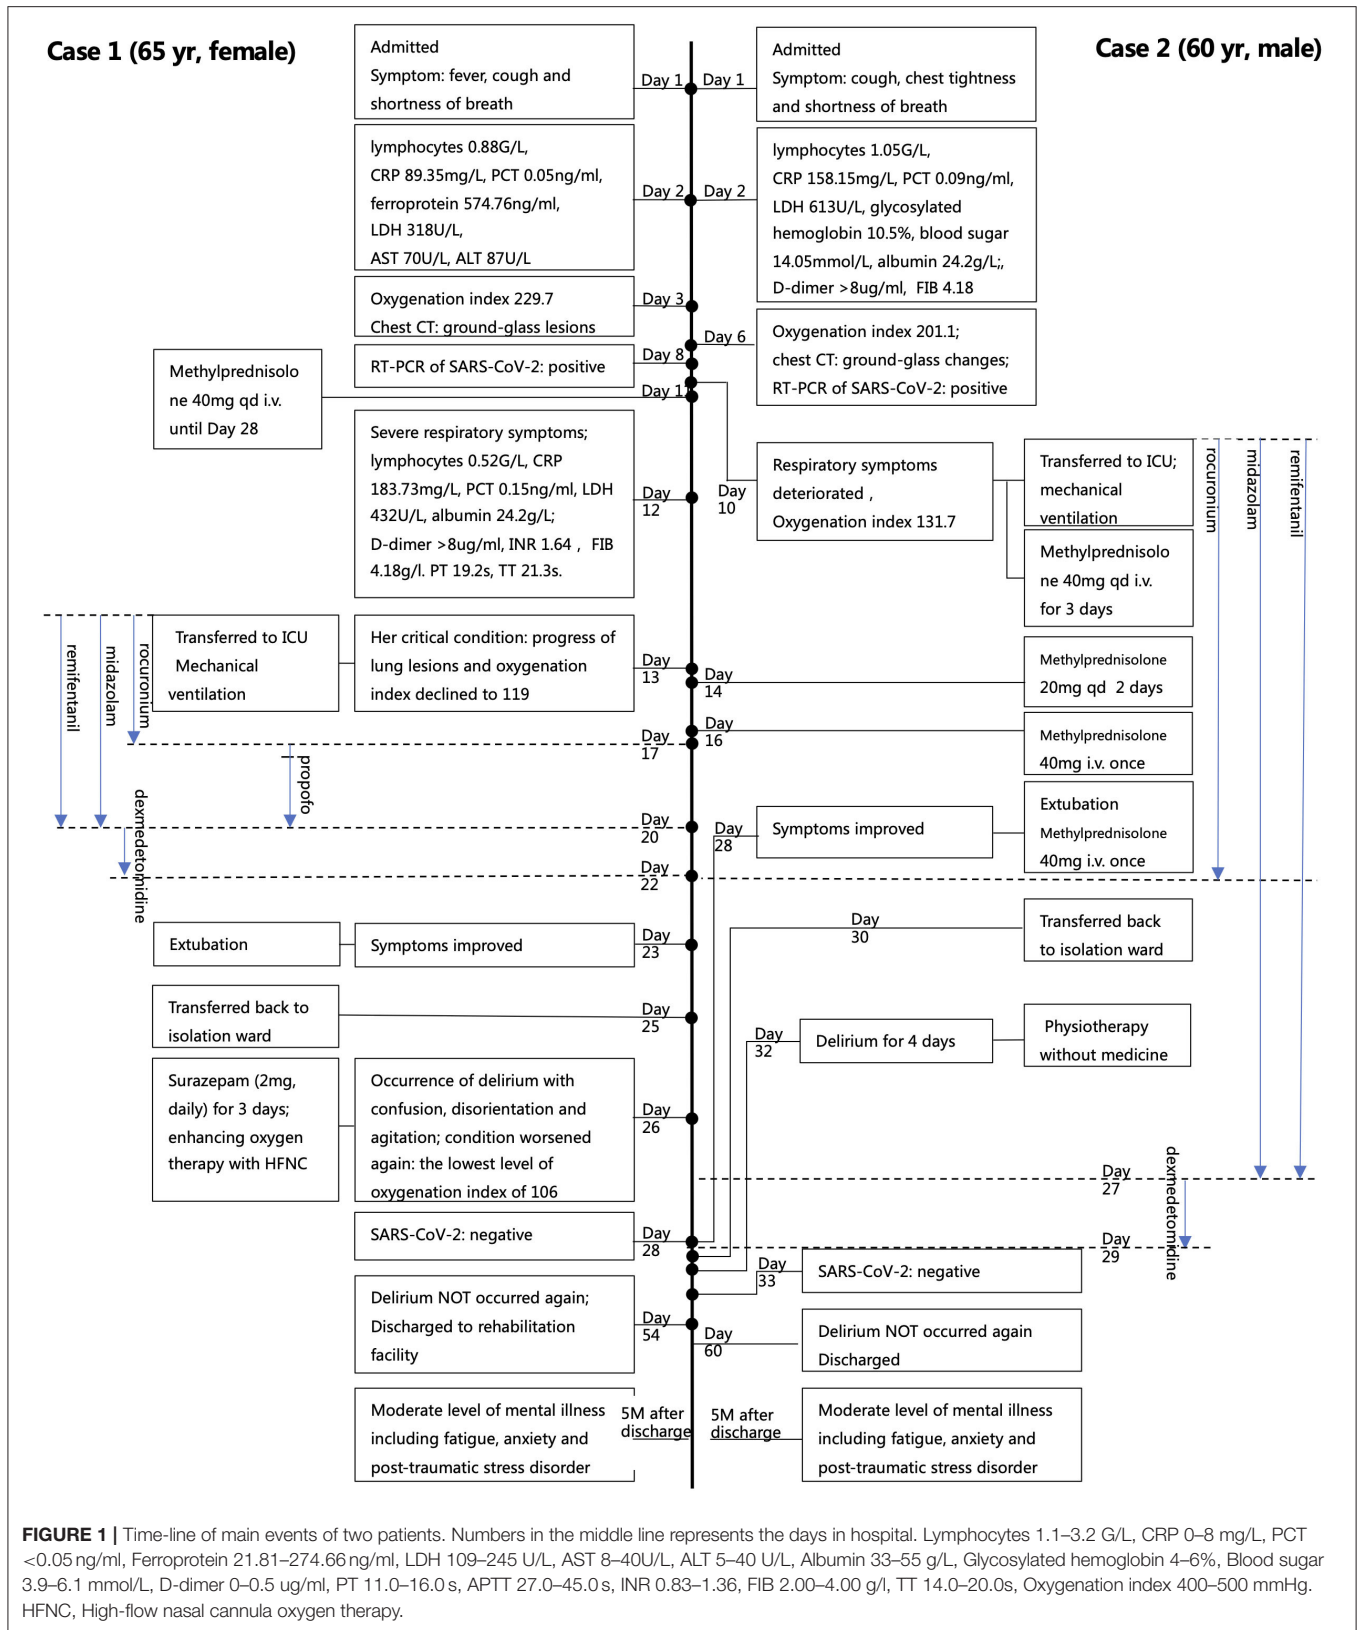 Case 1 (65 yr, female)
Case 2 (60 yr, male)
Admitted
Symptom: fever, cough and
shortness of breath
Day 1
Day 1
Admitted
Symptom: cough, chest tightness
and shortness of breath
lymphocytes 0.88G/L,
CRP 89.35mg/L, PCT 0.05ng/ml,
ferroprotein 574.76ng/ml,
LDH 318U/L,
AST 70U/L, ALT 87U/L
Day 2
Day 2
lymphocytes 1.05G/L,
CRP 158.15mg/L, PCT 0.09ng/ml,
LDH 613U/L, glycosylated
hemoglobin 10.5%, blood sugar
14.05mmol/L, albumin 24.2g/L;,
D-dimer >8ug/ml, FIB 4.18
Oxygenation index 229.7
Chest CT: ground-glass lesions
Day 3
Day 6
Oxygenation index 201.1;
chest CT: ground-glass changes;
RT-PCR of SARS-CoV-2: positive
RT-PCR of SARS-CoV-2: positive
Day 8
Methylprednisolo
ne 40mg qd i.v.
until Day 28
Day 1
Severe respiratory symptoms;
lymphocytes 0.52G/L, CRP
183.73mg/L, PCT 0.15ng/ml, LDH
432U/L, albumin 24.2g/L;
D-dimer >8ug/ml, INR 1.64 , FIB
4.18g/l. PT 19.2s, TT 21.3s.
Day
12
Day
10
Respiratory symptoms
deteriorated ,
Oxygenation index 131.7
Transferred to ICU;
mechanical
ventilation
Methylprednisolo
ne 40mg qd i.v.
for 3 days
rocuronium
midazolam
remifentanil
remifentanil
midazolam
rocuronium
Transferred to ICU
Mechanical
ventilation
Her critical condition: progress of
lung lesions and oxygenation
index declined to 119
Day
13
Day
14
Methylprednisolone
20mg qd 2 days
Day
16
Methylprednisolone
40mg i.v. once
Day
17
propofo
l
dexmedetomidine
Day
20
Day
28
Symptoms improved
Extubation
Methylprednisolone
40mg i.v. once
Day
22
Extubation
Symptoms improved
Day
23
Day
30
Transferred back
to isolation ward
Transferred back to
isolation ward
Day
25
Day
32
Delirium for 4 days
Physiotherapy
without medicine
Surazepam (2mg,
daily) for 3 days;
enhancing oxygen
therapy with HFNC
Occurrence of delirium with
confusion, disorientation and
agitation; condition worsened
again: the lowest level of
oxygenation index of 106
Day
26
Day
27
dexmedetomidine
SARS-CoV-2: negative
Day
28
Day
29
Day
33
SARS-CoV-2: negative
Delirium NOT occurred again;
Discharged to rehabilitation
facility
Day
54
Day
60
Delirium NOT occurred again
Discharged
Moderate level of mental illness
including fatigue, anxiety and
post-traumatic stress disorder
5M after
discharge
5M after
discharge
Moderate level of mental illness
including fatigue, anxiety and
post-traumatic stress disorder
FIGURE 1 | Time-line of main events of two patients. Numbers in the middle line represents the days in hospital. Lymphocytes 1.1–3.2 G/L, CRP 0–8 mg/L, PCT
<0.05 ng/ml, Ferroprotein 21.81–274.66 ng/ml, LDH 109–245 U/L, AST 8–40U/L, ALT 5–40 U/L, Albumin 33–55 g/L, Glycosylated hemoglobin 4–6%, Blood sugar
3.9–6.1 mmol/L, D-dimer 0–0.5 ug/ml, PT 11.0–16.0 s, APTT 27.0–45.0 s, INR 0.83–1.36, FIB 2.00–4.00 g/l, TT 14.0–20.0s, Oxygenation index 400–500 mmHg.
HFNC, High-flow nasal cannula oxygen therapy.